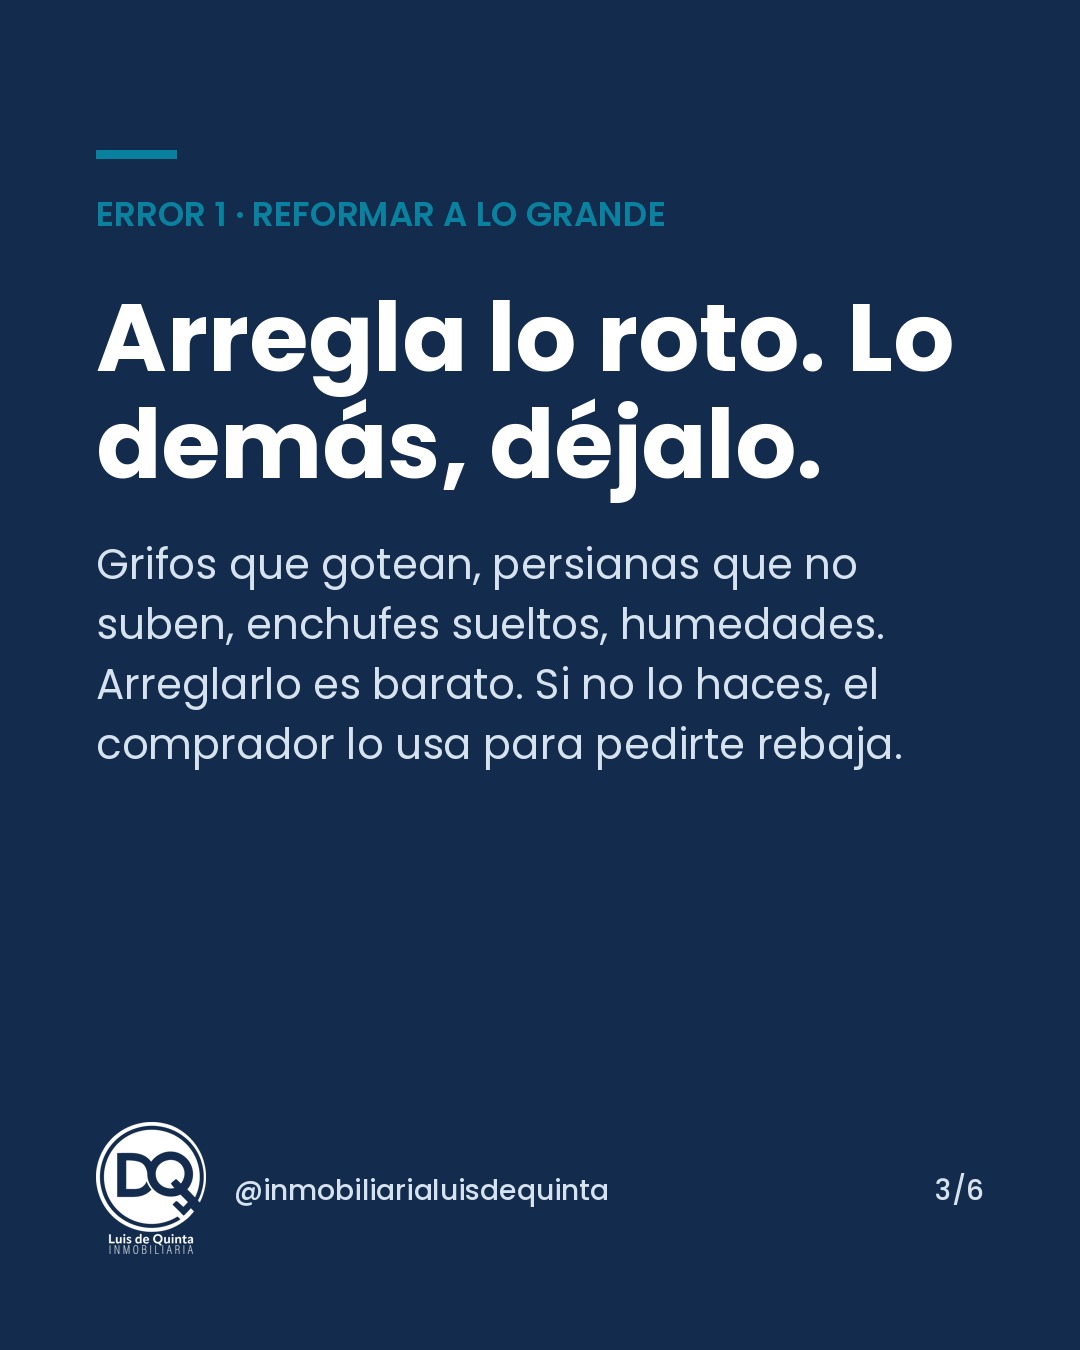 ERROR 1 · REFORMAR A LO GRANDE
Arregla lo roto. Lo
demás, déjalo.
Grifos que gotean, persianas que no
suben, enchufes sueltos, humedades.
Arreglarlo es barato. Si no lo haces, el
comprador lo usa para pedirte rebaja.
DQ
Luis de Quinta
INMOBILIARIA
@inmobiliarialuisdequinta
3/6